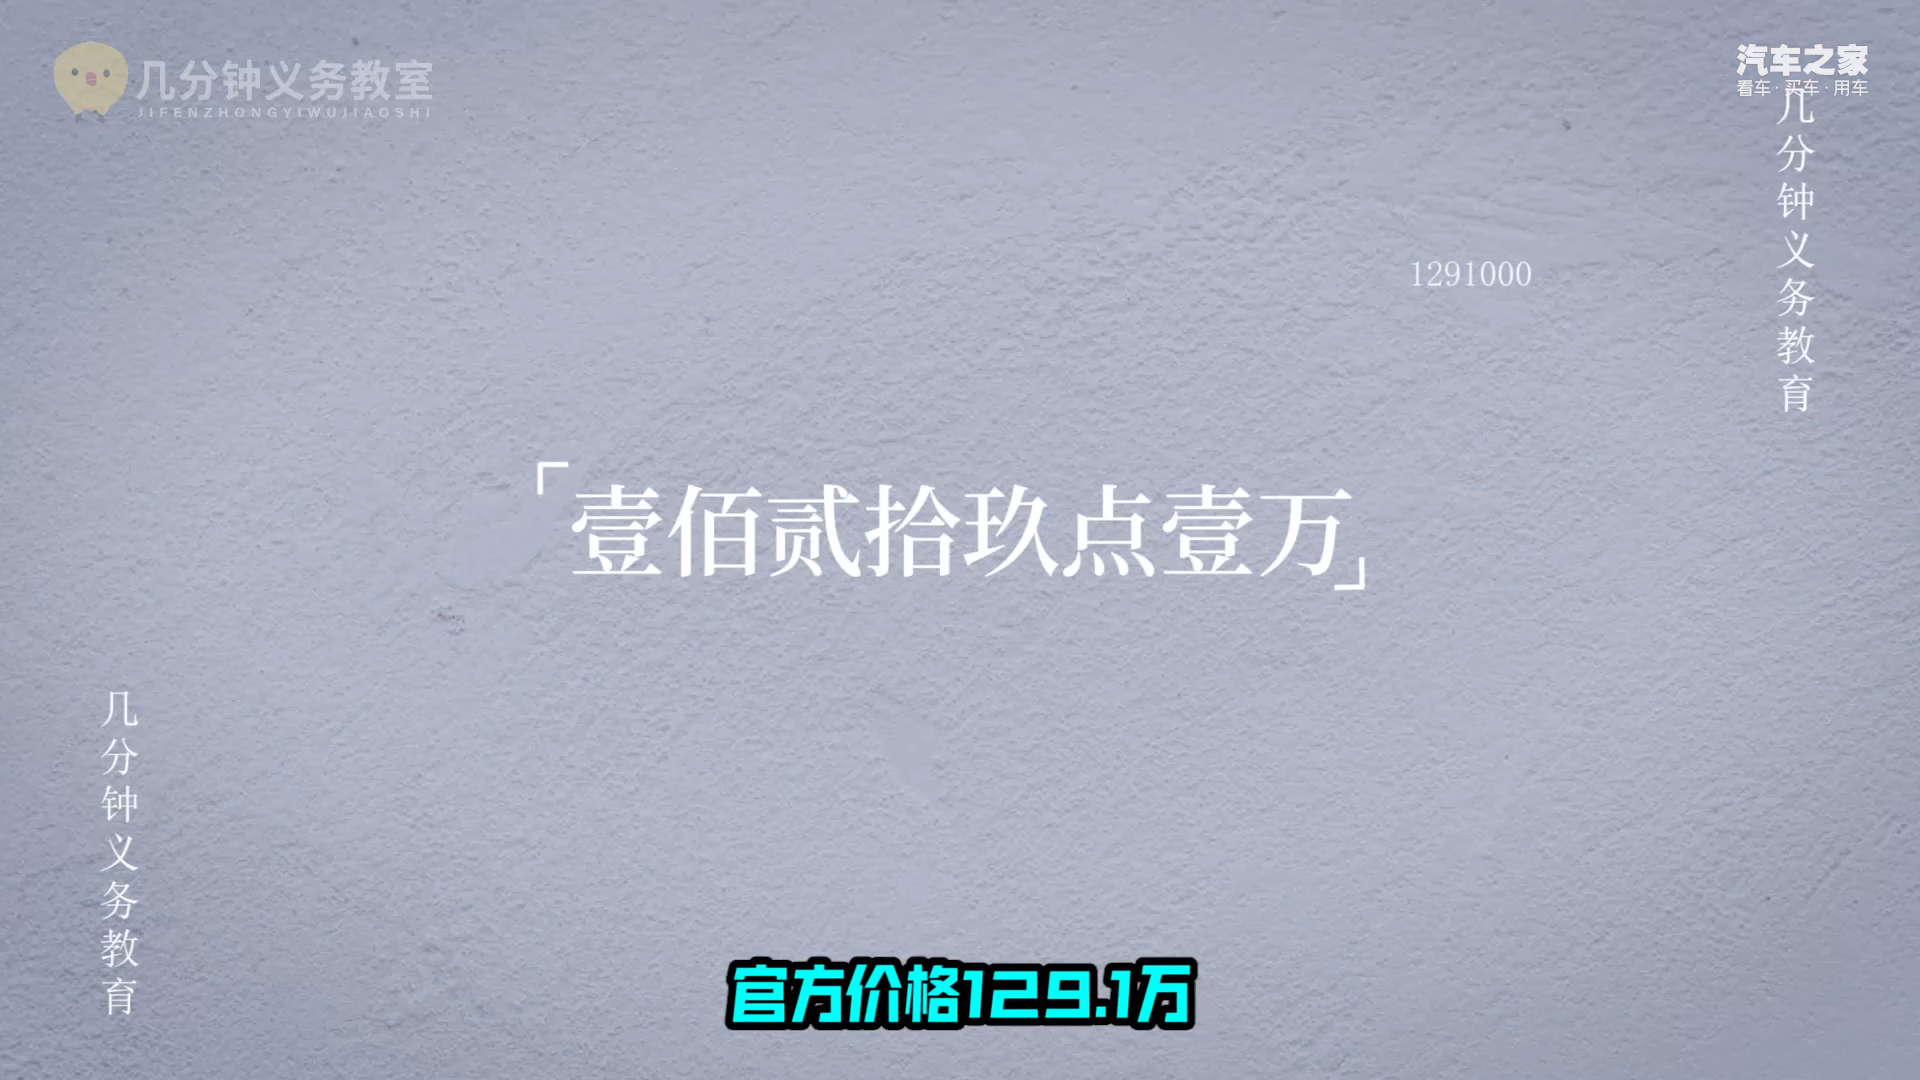 几分钟义务教室
JIFENZHONGYIWUJIAOSHI
汽车之家
看车·买车·用车
几分钟义务教育
1291000
「壹佰贰拾玖点壹万」
几分钟义务教育
官方价格129.1万